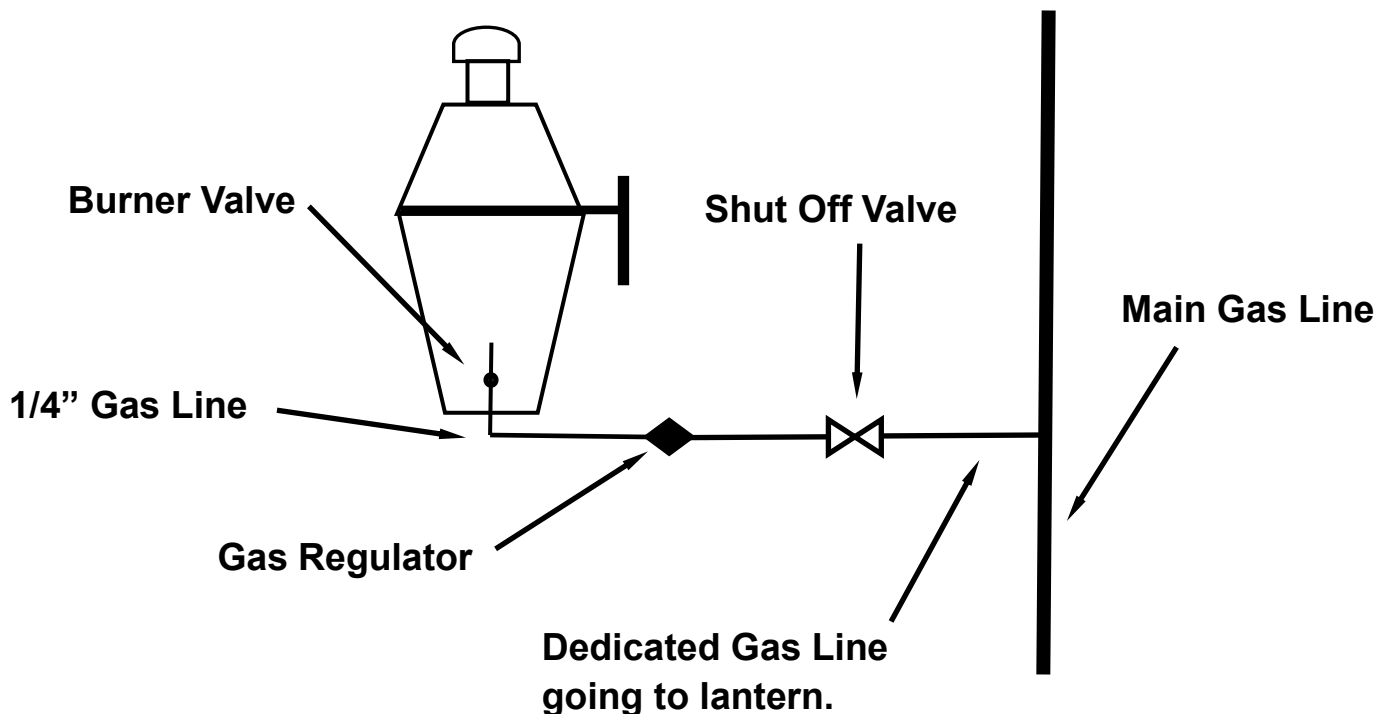 Burner Valve
Shut Off Valve
Main Gas Line
1/4” Gas Line
Gas Regulator
Dedicated Gas Line
going to lantern.